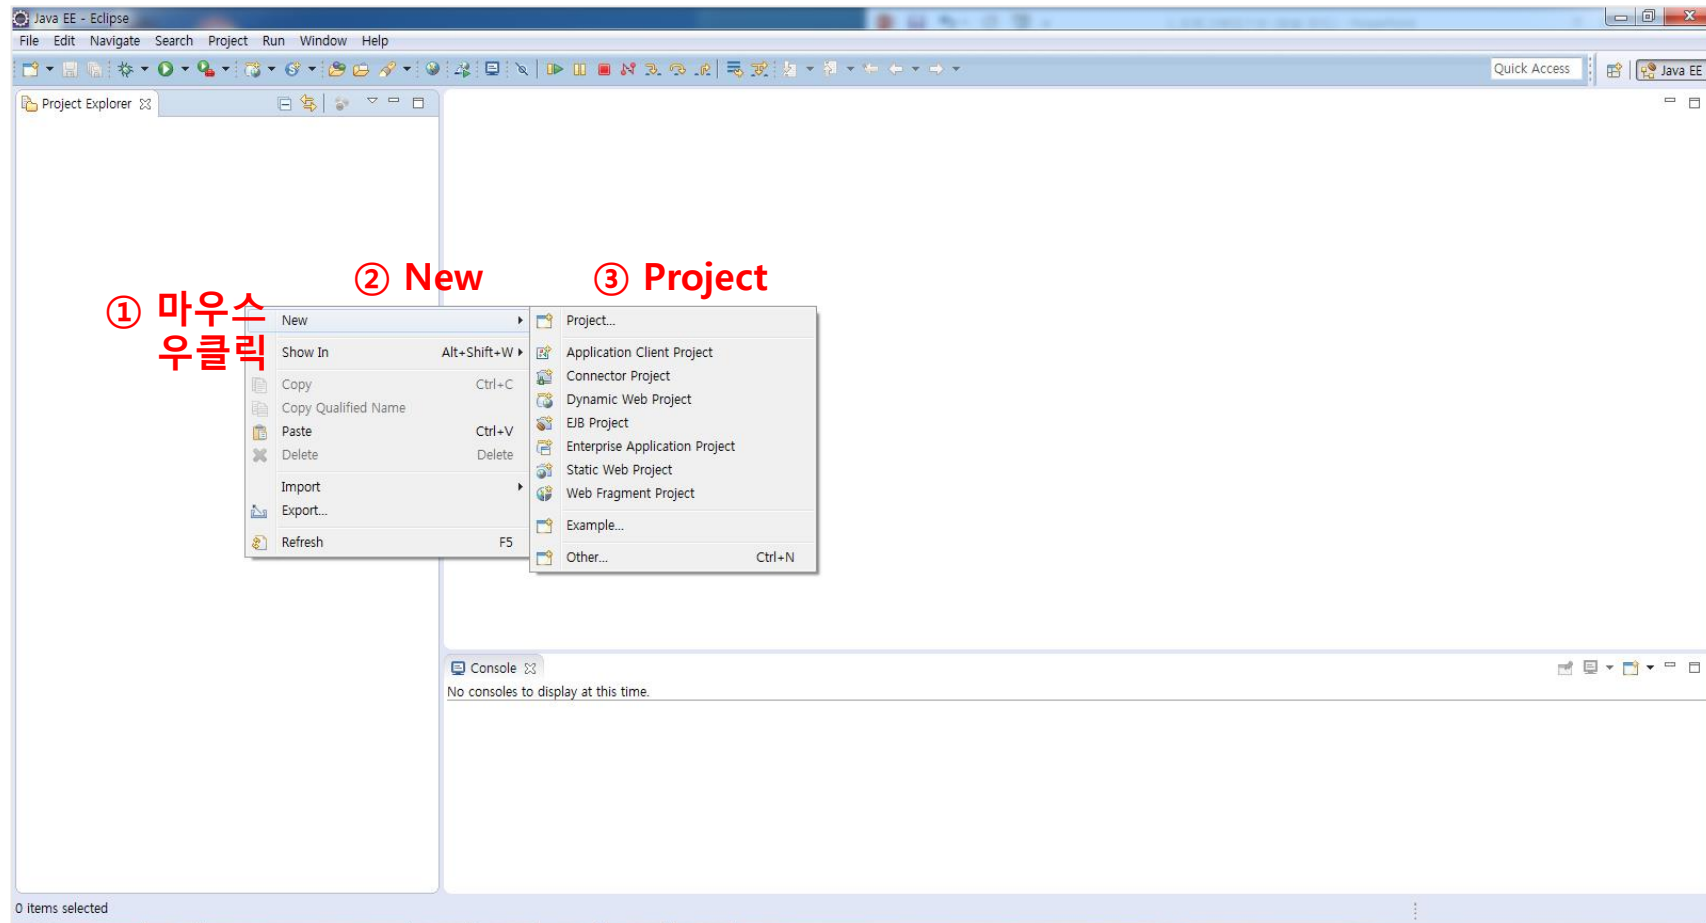 Java EE - Eclipse
File Edit Navigate Search Project Run Window Help
Quick Access
Java EE
Project Explorer
② New
③ Project
① 마우스
우클릭
New
Show In Alt+Shift+W
Copy Ctrl+C
Copy Qualified Name
Paste Ctrl+V
Delete Delete
Import
Export...
Refresh F5
Project...
Application Client Project
Connector Project
Dynamic Web Project
EJB Project
Enterprise Application Project
Static Web Project
Web Fragment Project
Example...
Other... Ctrl+N
Console
No consoles to display at this time.
0 items selected